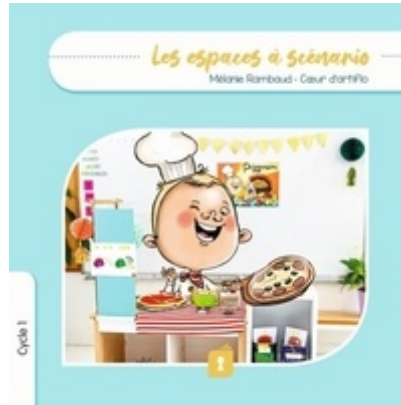 Les espaces à scénario
Mélanie Rambaud - Cœur d'artiflo
Cycle 1